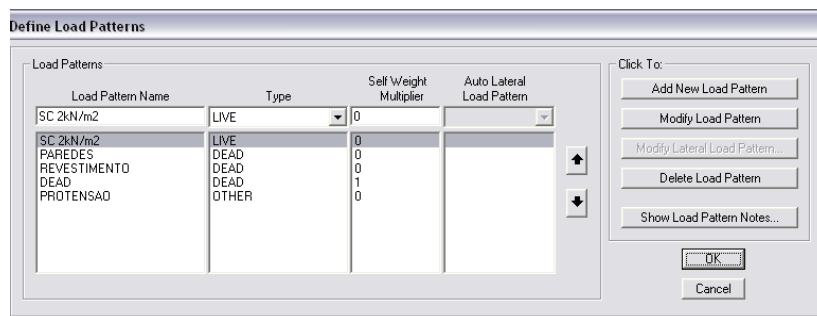 Define Load Patterns
Load Patterns
Load Pattern Name Type Self Weight Multiplier Auto Lateral Load Pattern
SC 2kN/m2 LIVE 0
SC 2kN/m2 LIVE 0
PAREDES DEAD 0
REVESTIMENTO DEAD 0
DEAD DEAD 1
PROTENSAO OTHER 0
Click To:
Add New Load Pattern
Modify Load Pattern
Modify Lateral Load Pattern...
Delete Load Pattern
Show Load Pattern Notes...
OK
Cancel